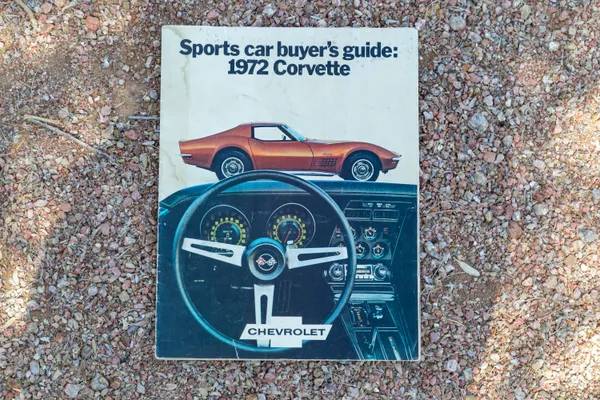 Sports car buyer's guide:
1972 Corvette
CHEVROLET